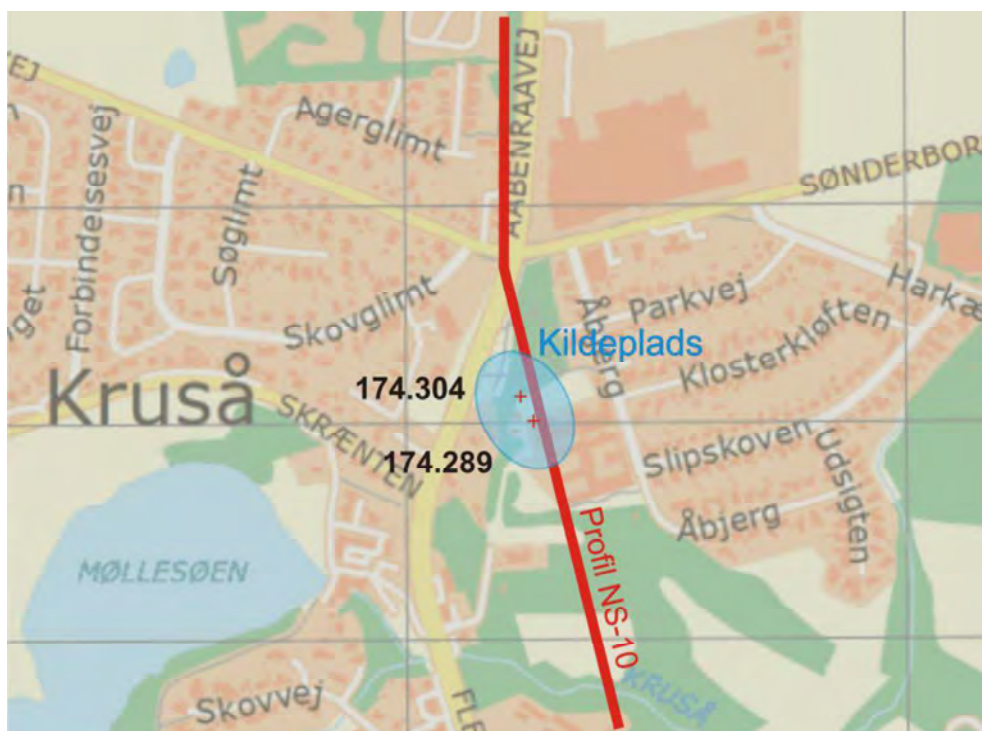 EJ
Agerglimt
AABENRAAVEJ
Forbindelsesvej
Søglimt
SØNDERBOR
Skovglimt
Harkæ
Parkvej
Åbjerg
Kildeplads
Klosterkløften
Kruså
174.304
SKRÆNTEN
174.289
Slipskoven
Udsigten
Åbjerg
MØLLESØEN
Profil NS-10
KRUSÅ
Skovvej
FLE